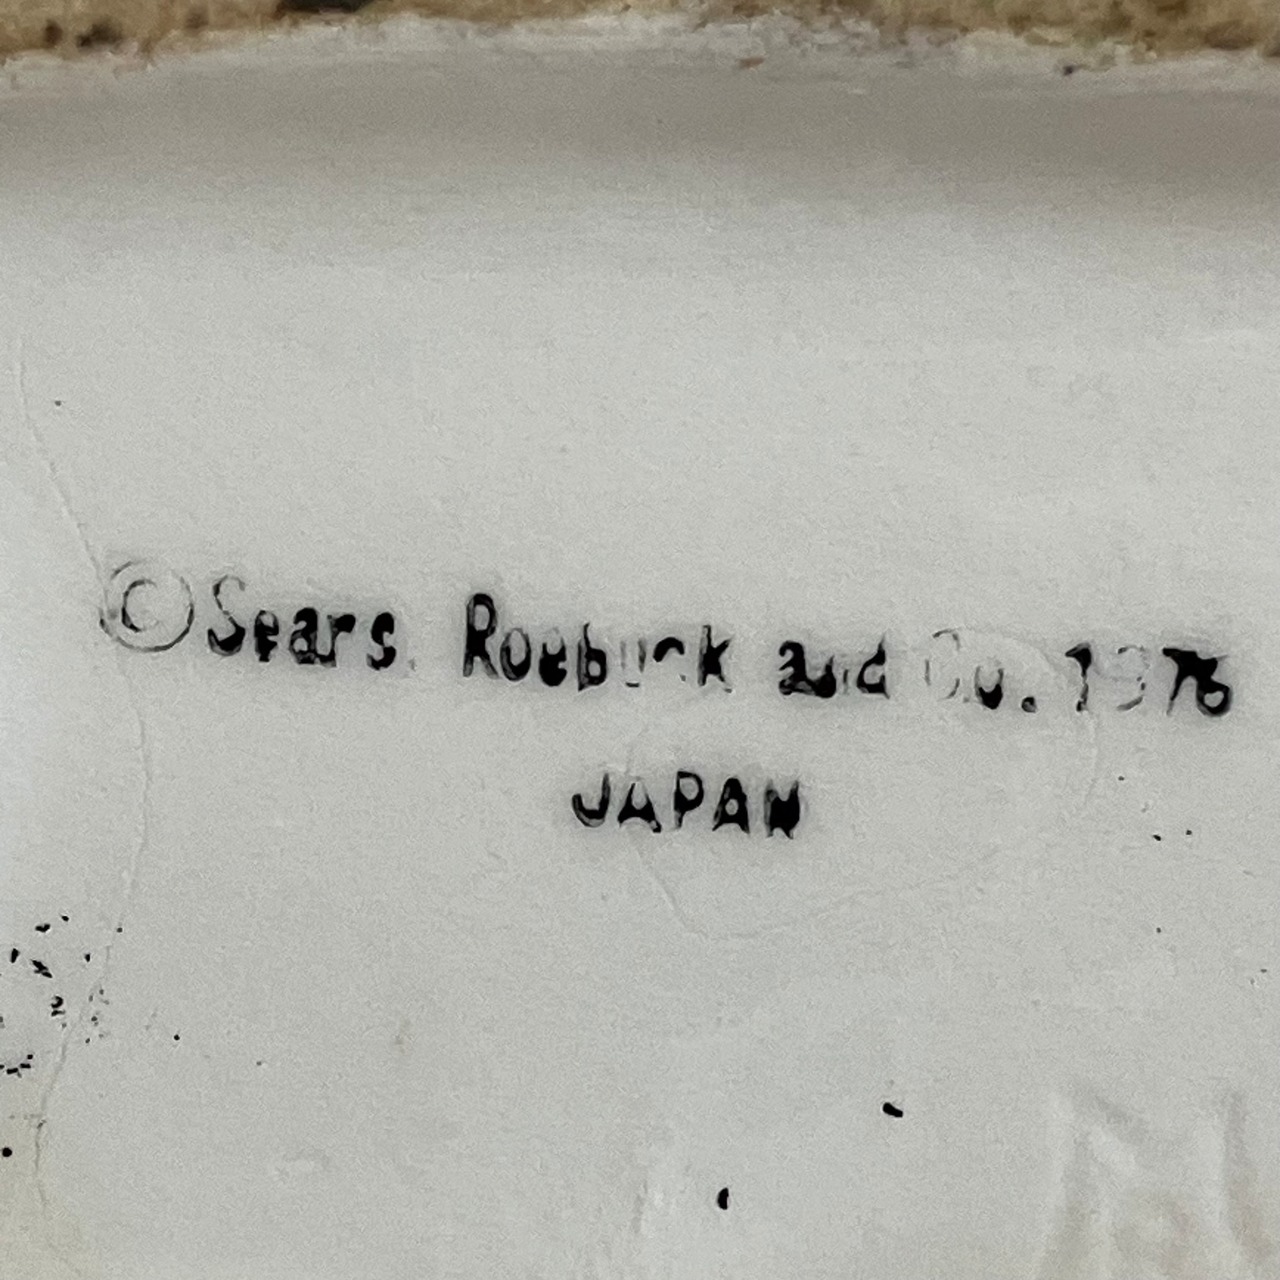 ©Sears, Roebuck and Co. 1976
JAPAN